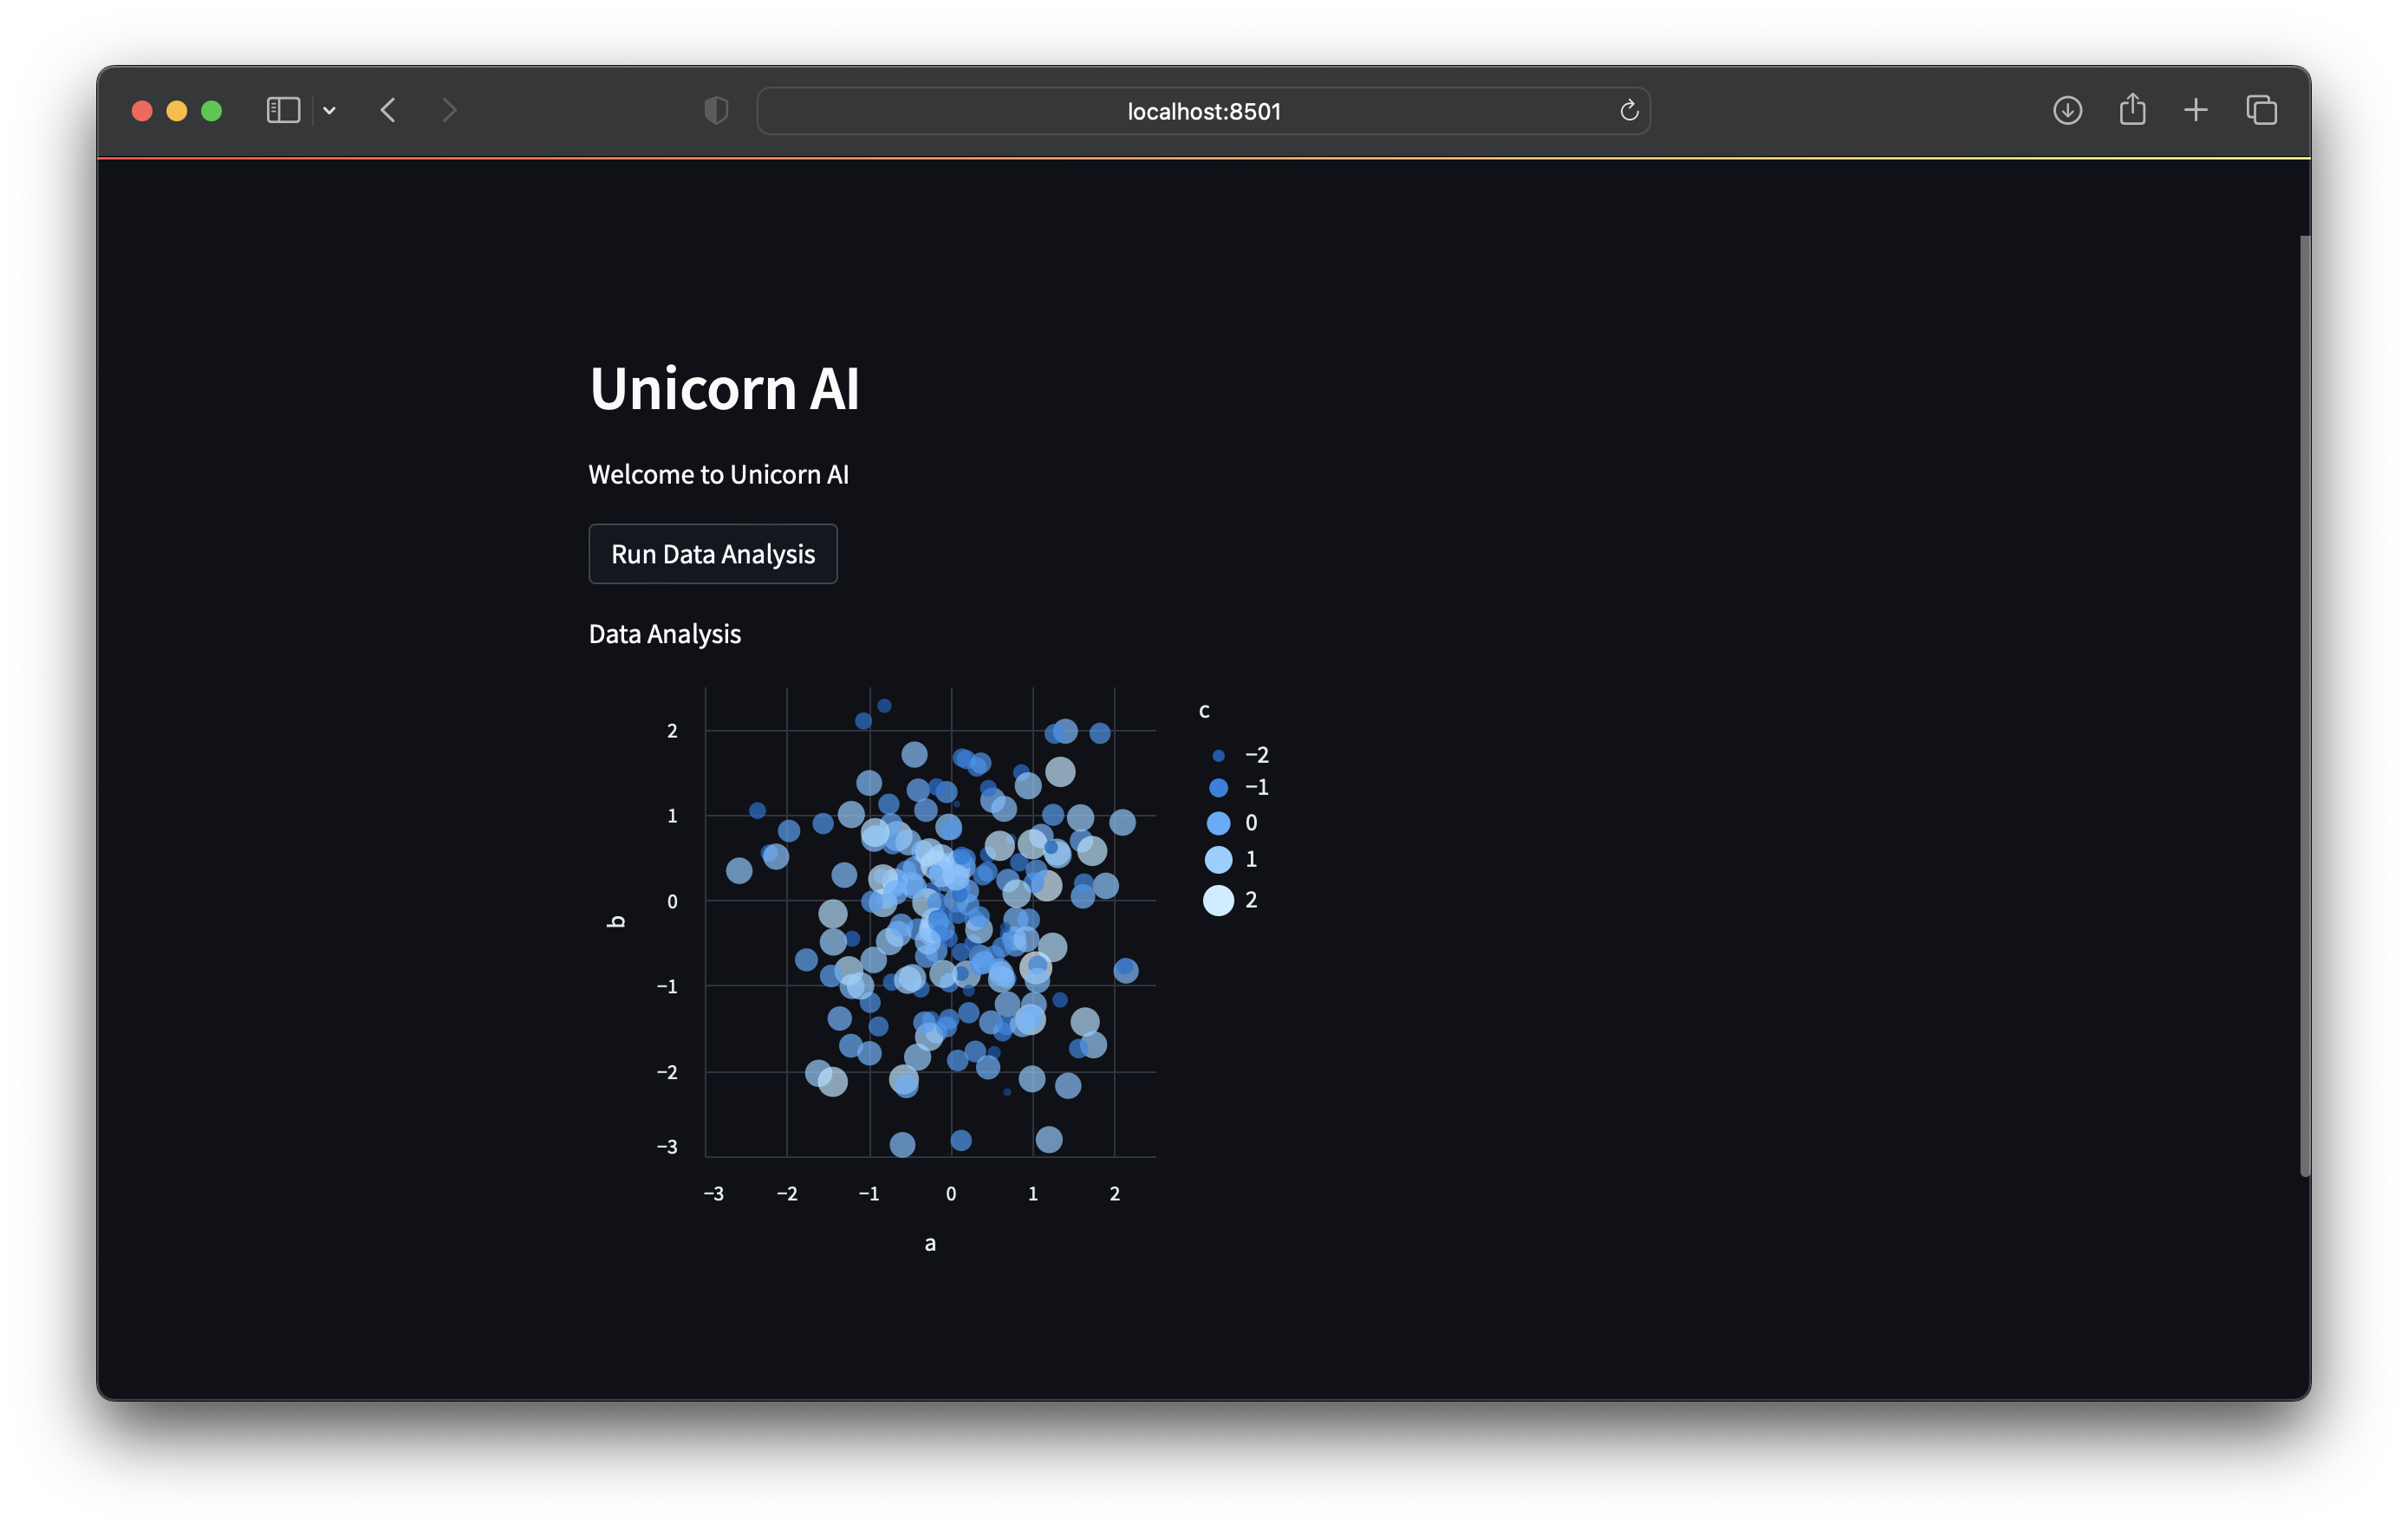 localhost:8501
Unicorn AI
Welcome to Unicorn AI
Run Data Analysis
Data Analysis
c
−2
−1
0
1
2
2
1
0
−1
−2
−3
b
−3 −2 −1 0 1 2
a